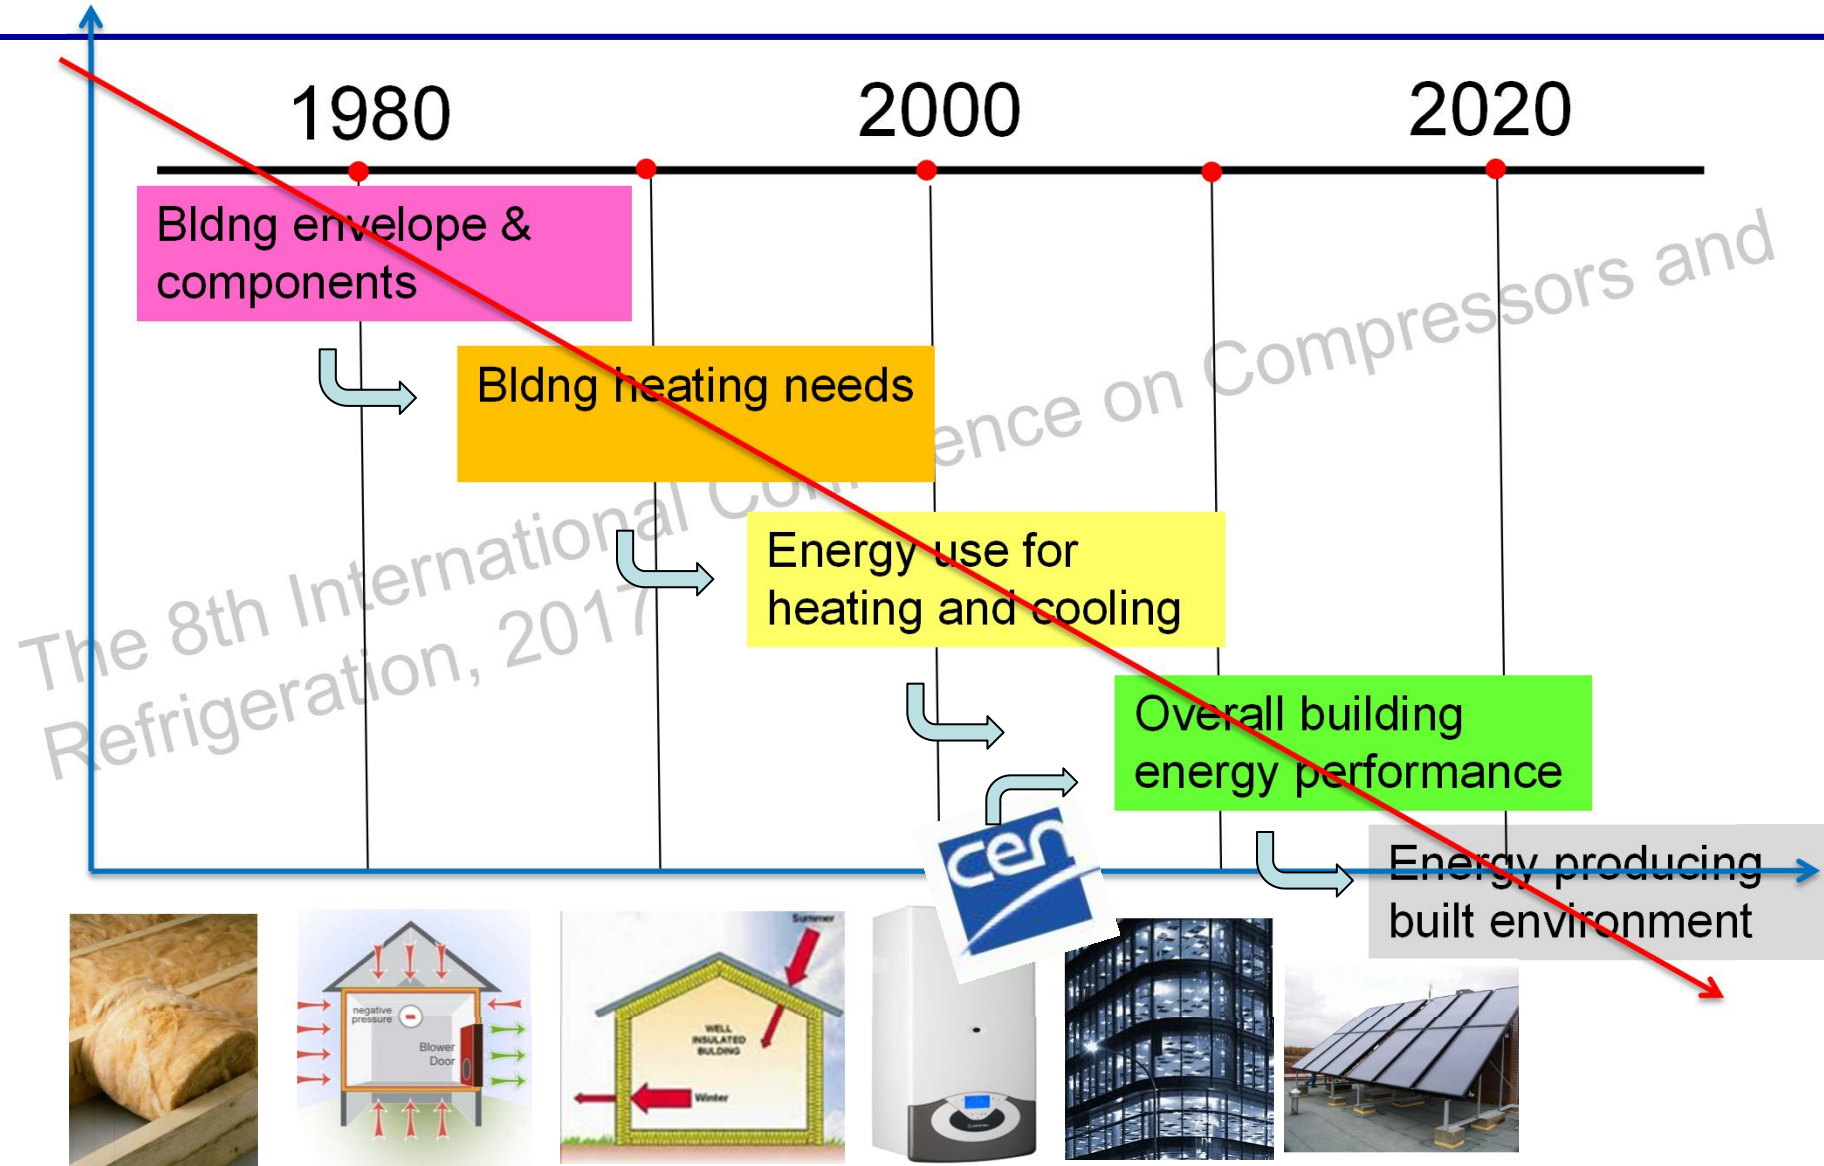 1980
2000
2020
Bldng envelope &
components
Bldng heating needs
Energy use for
heating and cooling
Overall building
energy performance
Energy producing
built environment
The 8th International Conference on Compressors and
Refrigeration, 2017
cen
negative
pressure
Blower
Door
Summer
WELL
INSULATED
BULDING
Winter